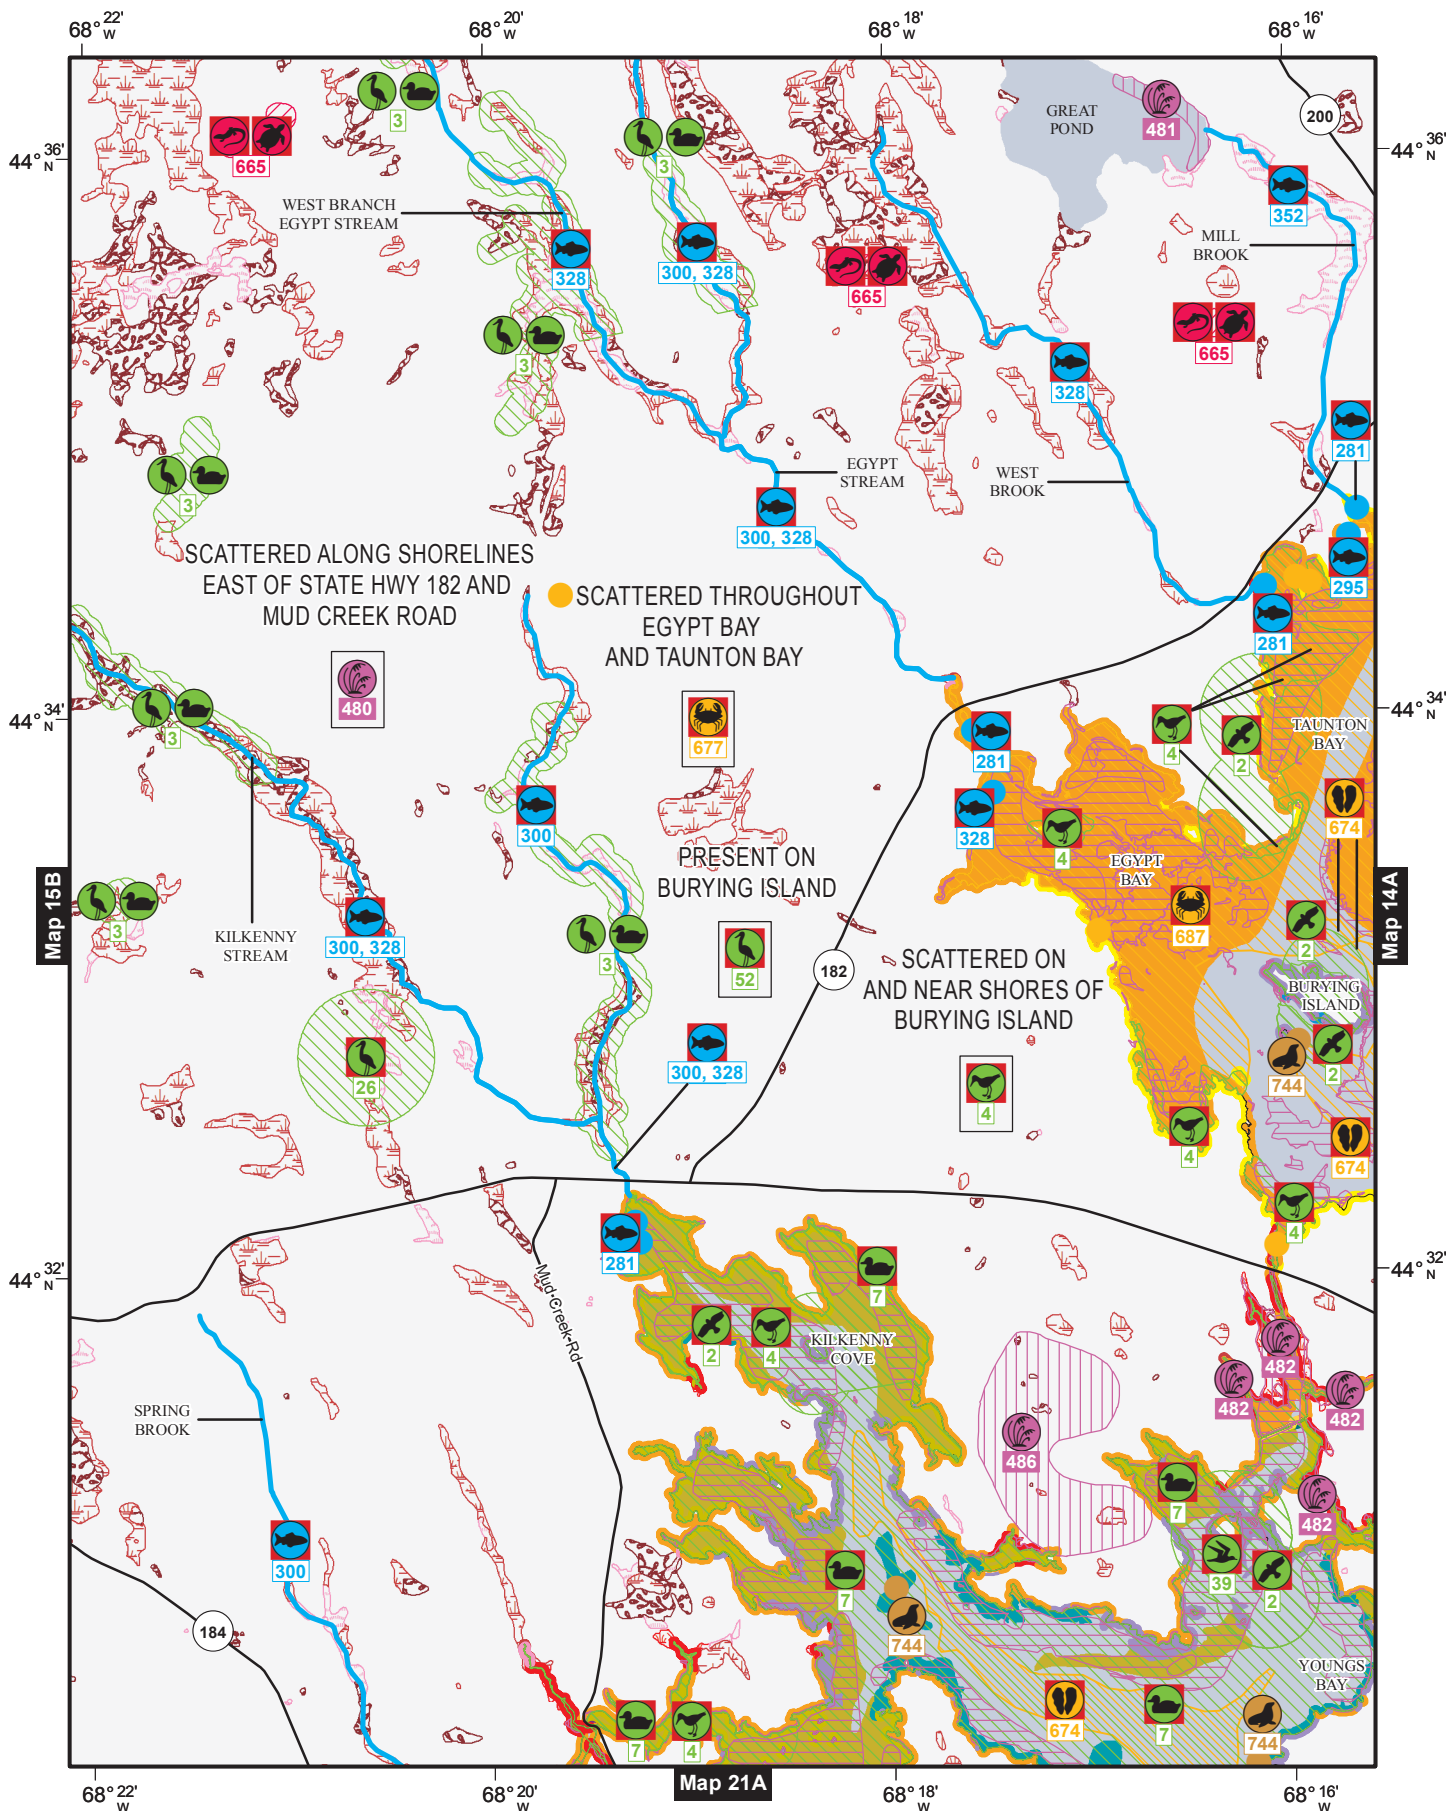 68° 22' W
68° 20' W
68° 18' W
68° 16' W
GREAT
POND
481
200
3
44° 36' N
665
3
44° 36' N
352
WEST BRANCH
EGYPT STREAM
328
300, 328
665
MILL
BROOK
665
3
328
281
3
EGYPT
STREAM
WEST
BROOK
300, 328
295
SCATTERED ALONG SHORELINES
EAST OF STATE HWY 182 AND
MUD CREEK ROAD
480
SCATTERED THROUGHOUT
EGYPT BAY
AND TAUNTON BAY
677
281
44° 34' N
3
44° 34' N
281
4
2
TAUNTON
BAY
674
300
328
4
PRESENT ON
BURYING ISLAND
52
EGYPT
BAY
687
Map 15B
Map 14A
3
KILKENNY
STREAM
300, 328
3
182
SCATTERED ON
AND NEAR SHORES OF
BURYING ISLAND
4
2
BURYING
ISLAND
744
2
26
300, 328
4
674
4
281
44° 32' N
44° 32' N
Mud Creek Rd
7
2
4
KILKENNY
COVE
482
482
482
SPRING
BROOK
486
7
482
300
7
39
2
184
744
YOUNGS
BAY
7
4
674
7
744
Map 21A
68° 22' W
68° 20' W
68° 18' W
68° 16' W